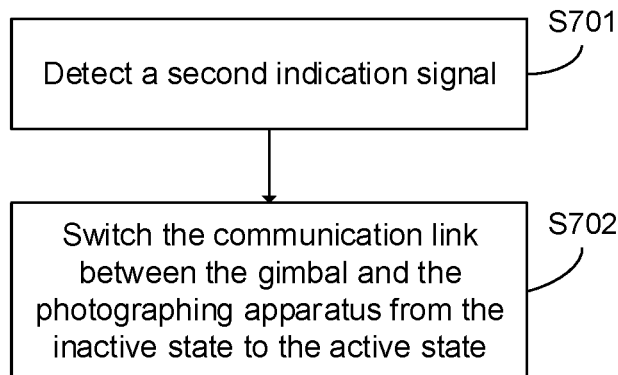 S701
Detect a second indication signal
S702
Switch the communication link
between the gimbal and the
photographing apparatus from the
inactive state to the active state